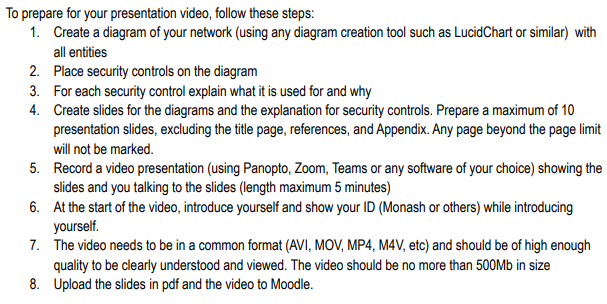 To prepare for your presentation video, follow these steps:
1. Create a diagram of your network (using any diagram creation tool such as LucidChart or similar) with
all entities
2. Place security controls on the diagram
3. For each security control explain what it is used for and why
4. Create slides for the diagrams and the explanation for security controls. Prepare a maximum of 10
presentation slides, excluding the title page, references, and Appendix. Any page beyond the page limit
will not be marked.
5. Record a video presentation (using Panopto, Zoom, Teams or any software of your choice) showing the
slides and you talking to the slides (length maximum 5 minutes)
6. At the start of the video, introduce yourself and show your ID (Monash or others) while introducing
yourself.
7. The video needs to be in a common format (AVI, MOV, MP4, M4V, etc) and should be of high enough
quality to be clearly understood and viewed. The video should be no more than 500Mb in size
8. Upload the slides in pdf and the video to Moodle.